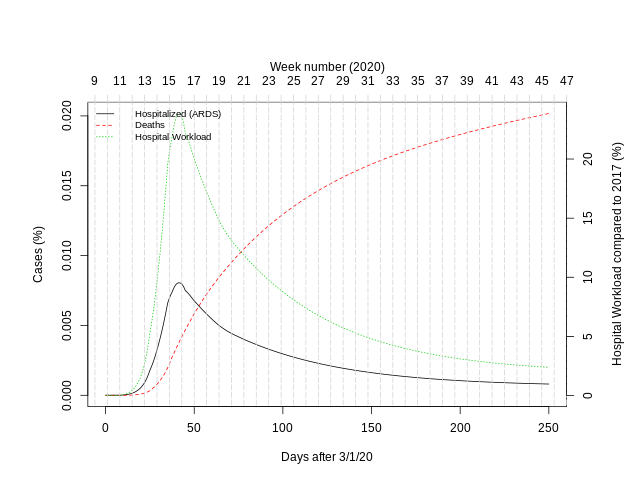 Week number (2020)
9 11 13 15 17 19 21 23 25 27 29 31 33 35 37 39 41 43 45 47
Hospitalized (ARDS)
Deaths
Hospital Workload
Cases (%)
0.020
0.015
0.010
0.005
0.000
Hospital Workload compared to 2017 (%)
20
15
10
5
0
0 50 100 150 200 250
Days after 3/1/20